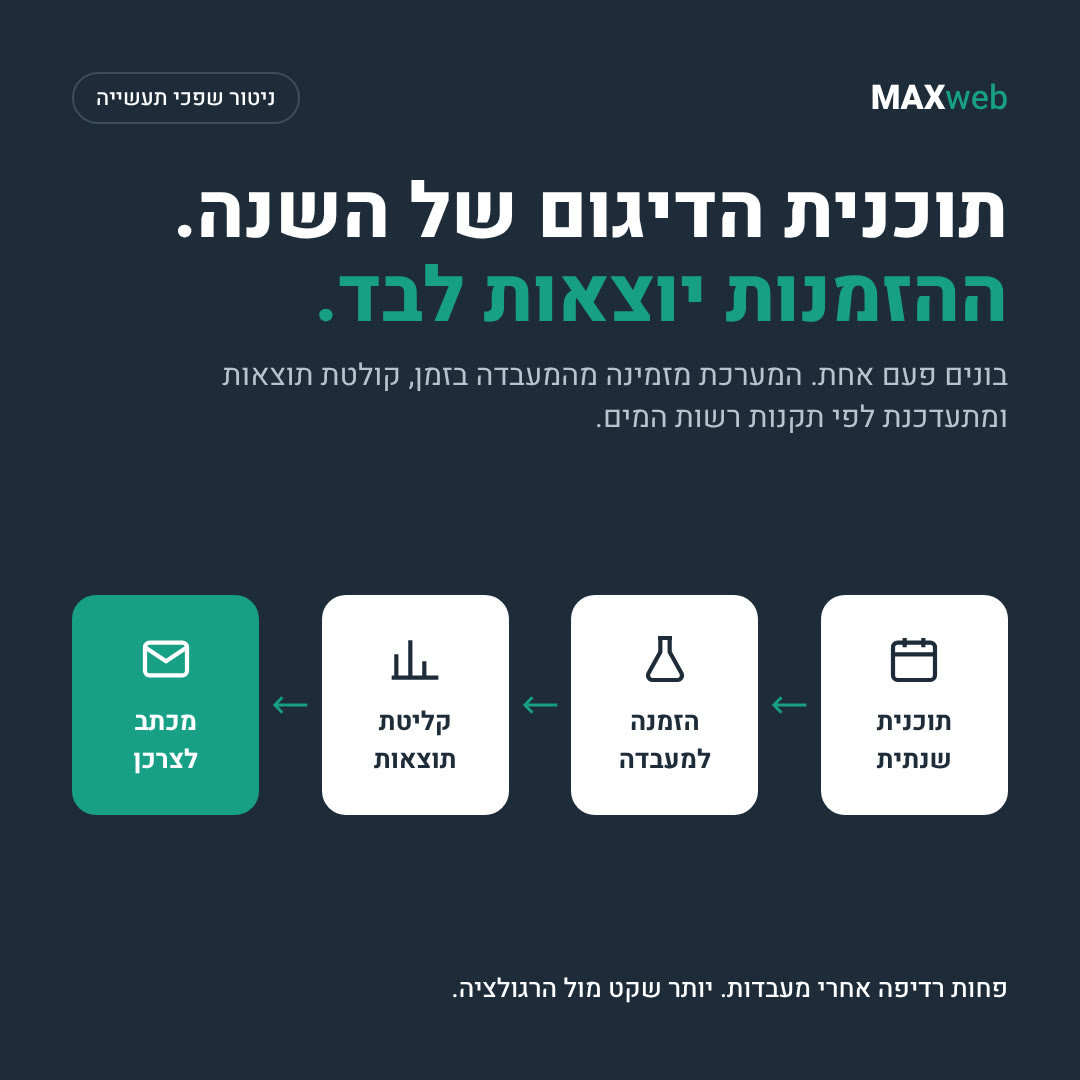 MAXweb
ניטור שפכי תעשייה
תוכנית הדיגום של השנה.
ההזמנות יוצאות לבד.
בונים פעם אחת. המערכת מזמינה מהמעבדה בזמן, קולטת תוצאות
ומתעדכנת לפי תקנות רשות המים.
תוכנית
שנתית
הזמנה
למעבדה
קליטת
תוצאות
מכתב
לצרכן
פחות רדיפה אחרי מעבדות. יותר שקט מול הרגולציה.